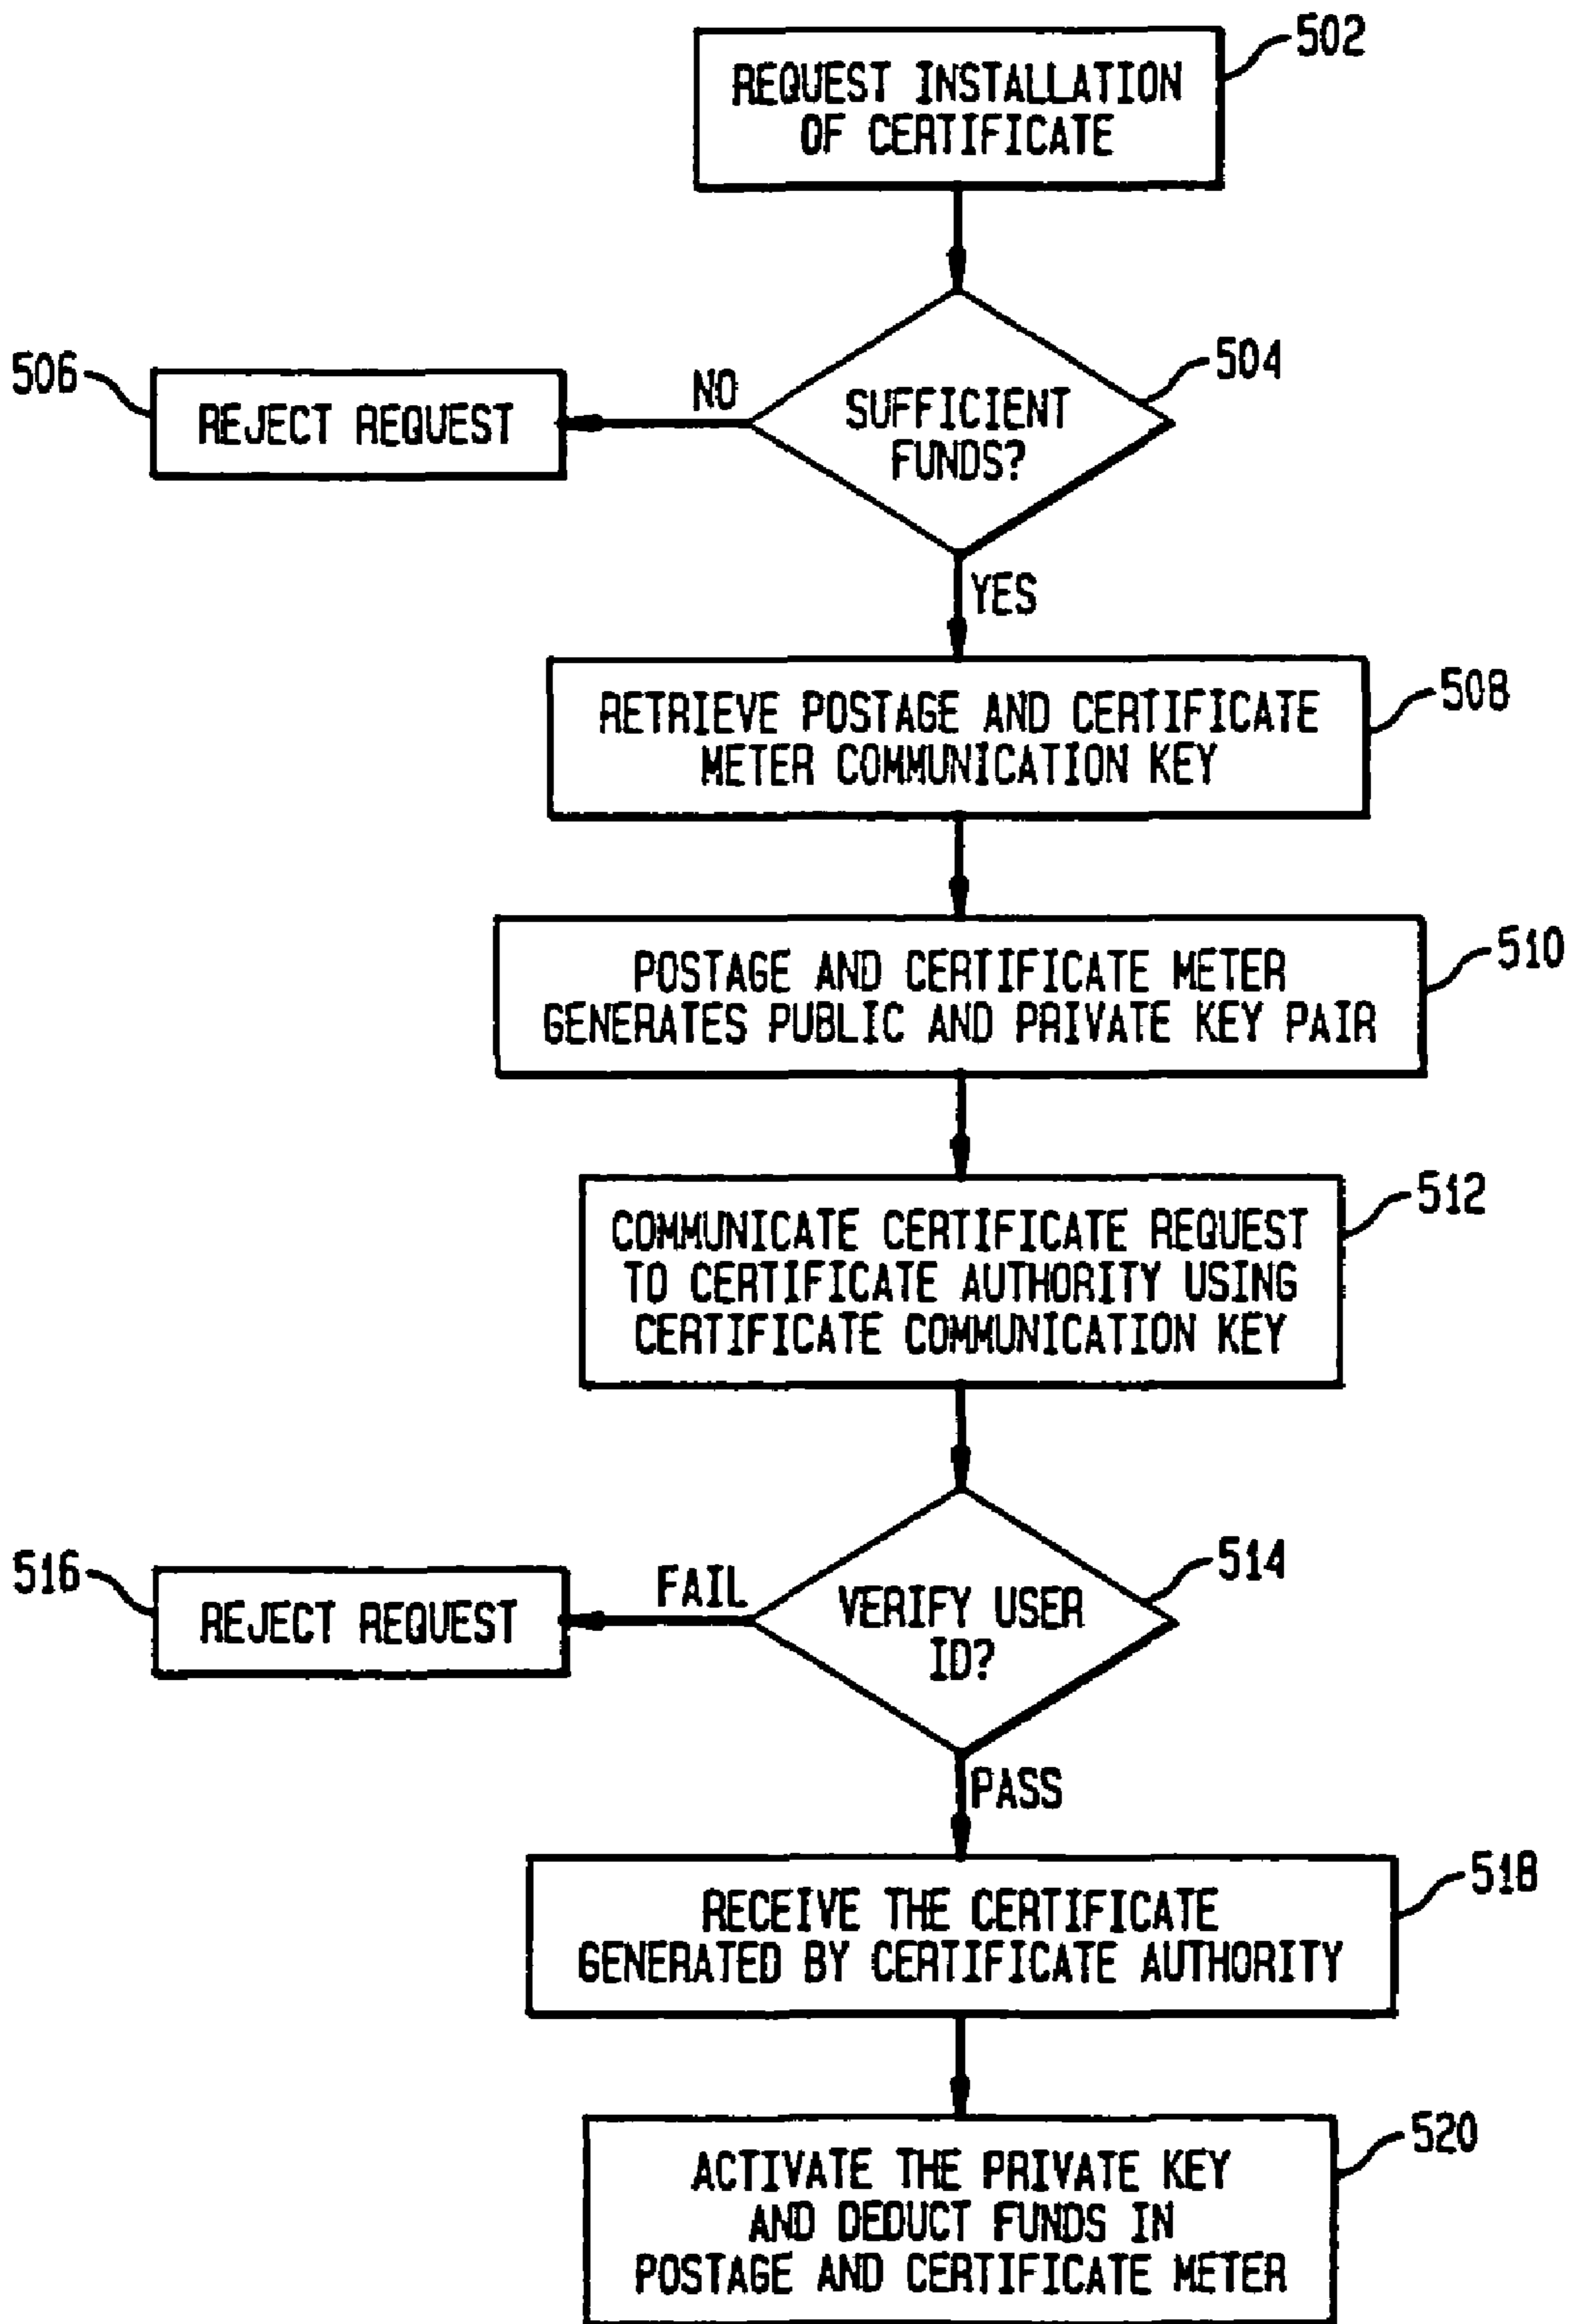 502
REQUEST INSTALLATION
OF CERTIFICATE
504
SUFFICIENT
FUNDS?
NO
506
REJECT REQUEST
YES
508
RETRIEVE POSTAGE AND CERTIFICATE
METER COMMUNICATION KEY
510
POSTAGE AND CERTIFICATE METER
GENERATES PUBLIC AND PRIVATE KEY PAIR
512
COMMUNICATE CERTIFICATE REQUEST
TO CERTIFICATE AUTHORITY USING
CERTIFICATE COMMUNICATION KEY
514
VERIFY USER
ID?
FAIL
516
REJECT REQUEST
PASS
518
RECEIVE THE CERTIFICATE
GENERATED BY CERTIFICATE AUTHORITY
520
ACTIVATE THE PRIVATE KEY
AND DEDUCT FUNDS IN
POSTAGE AND CERTIFICATE METER